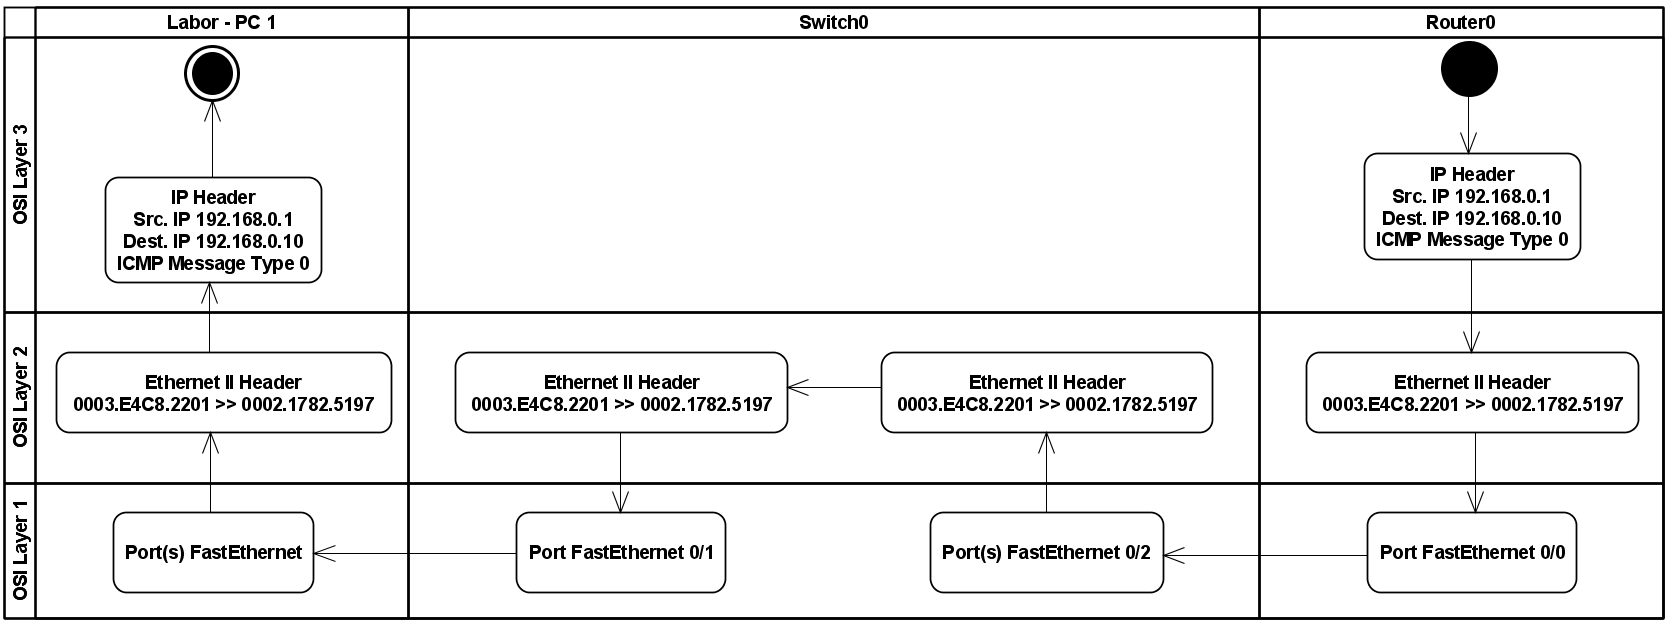 Labor - PC 1
Switch0
Router0
OSI Layer 3
IP Header
Src. IP 192.168.0.1
Dest. IP 192.168.0.10
ICMP Message Type 0
IP Header
Src. IP 192.168.0.1
Dest. IP 192.168.0.10
ICMP Message Type 0
OSI Layer 2
Ethernet II Header
0003.E4C8.2201 >> 0002.1782.5197
Ethernet II Header
0003.E4C8.2201 >> 0002.1782.5197
Ethernet II Header
0003.E4C8.2201 >> 0002.1782.5197
Ethernet II Header
0003.E4C8.2201 >> 0002.1782.5197
OSI Layer 1
Port(s) FastEthernet
Port FastEthernet 0/1
Port(s) FastEthernet 0/2
Port FastEthernet 0/0